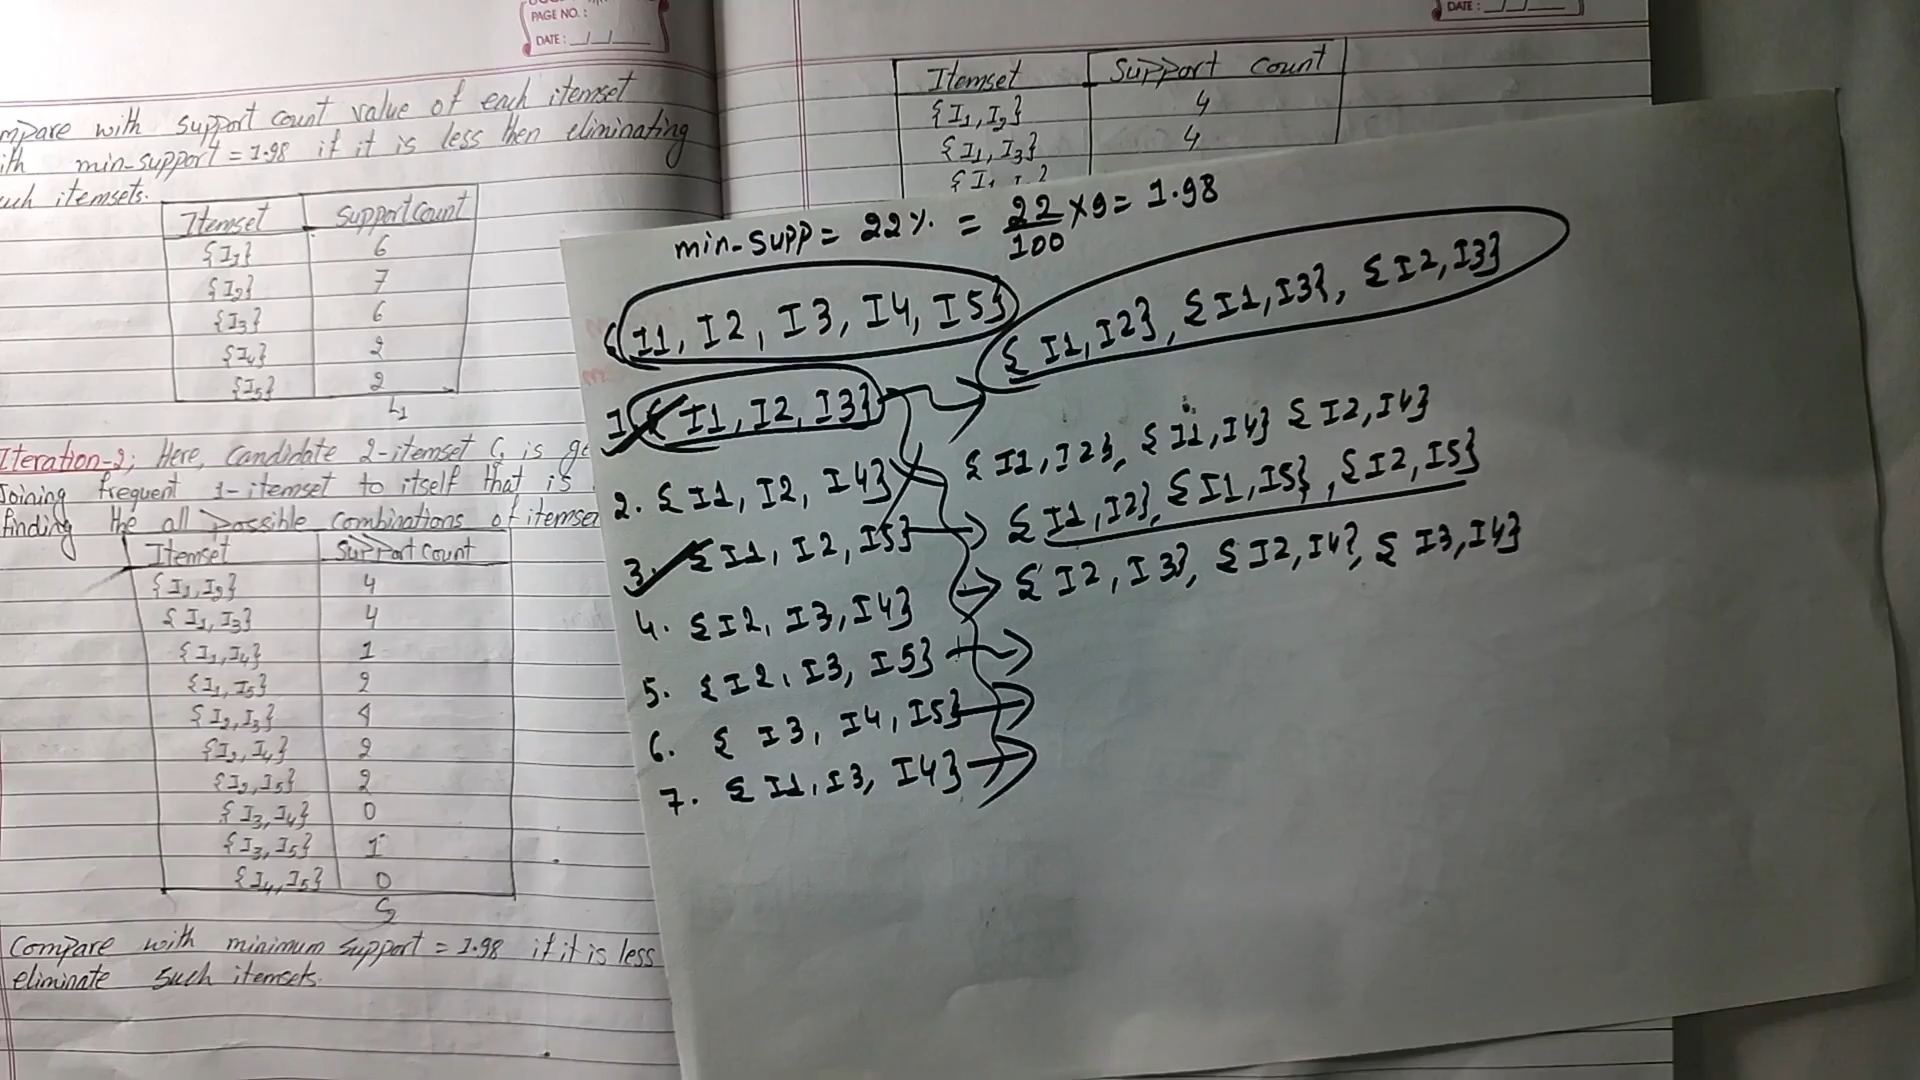 PAGE NO. :
DATE :
mpare with support count value of each itemset
ith min-support = 1.98 if it is less then eliminating
uch itemsets.
Itemset Support count
{I1} 6
{I2} 7
{I3} 6
{I4} 2
{I5} 2
L1
Iteration-2; Here, candidate 2-itemset C is ge
Joining frequent 1-itemset to itself that is
finding the all possible combinations of itemse
Itemset Support count
{I1,I2} 4
{I1,I3} 4
{I1,I4} 1
{I1,I5} 2
{I2,I3} 4
{I2,I4} 2
{I2,I5} 2
{I3,I4} 0
{I3,I5} 1
{I4,I5} 0
Compare with minimum support = 1.98 if it is less
eliminate such itemsets.
DATE :
Itemset Support count
{I1,I2} 4
{I1,I3} 4
min-supp = 22% = 22/100 x 9 = 1.98
{I1, I2, I3, I4, I5}
{I1,I2}, {I1,I3}, {I2,I3}
1. {I1, I2, I3}
2. {I1, I2, I4}
{I1,I2}, {I1,I4} {I2,I4}
3. {I1, I2, I5}
{I1,I2}, {I1,I5}, {I2,I5}
4. {I2, I3, I4}
{I2, I3}, {I2,I4}, {I3,I4}
5. {I2, I3, I5}
6. {I3, I4, I5}
7. {I1, I3, I4}